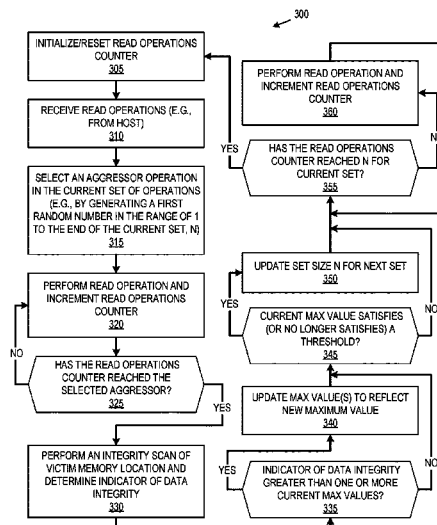 300
INITIALIZE/RESET READ OPERATIONS
COUNTER
305
RECEIVE READ OPERATIONS (E.G.,
FROM HOST)
310
SELECT AN AGGRESSOR OPERATION
IN THE CURRENT SET OF OPERATIONS
(E.G., BY GENERATING A FIRST
RANDOM NUMBER IN THE RANGE OF 1
TO THE END OF THE CURRENT SET, N)
315
PERFORM READ OPERATION AND
INCREMENT READ OPERATIONS
COUNTER
320
NO
HAS THE READ OPERATIONS
COUNTER REACHED THE
SELECTED AGGRESSOR?
325
YES
PERFORM AN INTEGRITY SCAN OF
VICTIM MEMORY LOCATION AND
DETERMINE INDICATOR OF DATA
INTEGRITY
330
PERFORM READ OPERATION AND
INCREMENT READ OPERATIONS
COUNTER
360
YES
HAS THE READ OPERATIONS
COUNTER REACHED N FOR
CURRENT SET?
355
UPDATE SET SIZE N FOR NEXT SET
350
YES
NO
CURRENT MAX VALUE SATISFIES
(OR NO LONGER SATISFIES) A
THRESHOLD?
345
UPDATE MAX VALUE(S) TO REFLECT
NEW MAXIMUM VALUE
340
YES
NO
INDICATOR OF DATA INTEGRITY
GREATER THAN ONE OR MORE
CURRENT MAX VALUES?
335